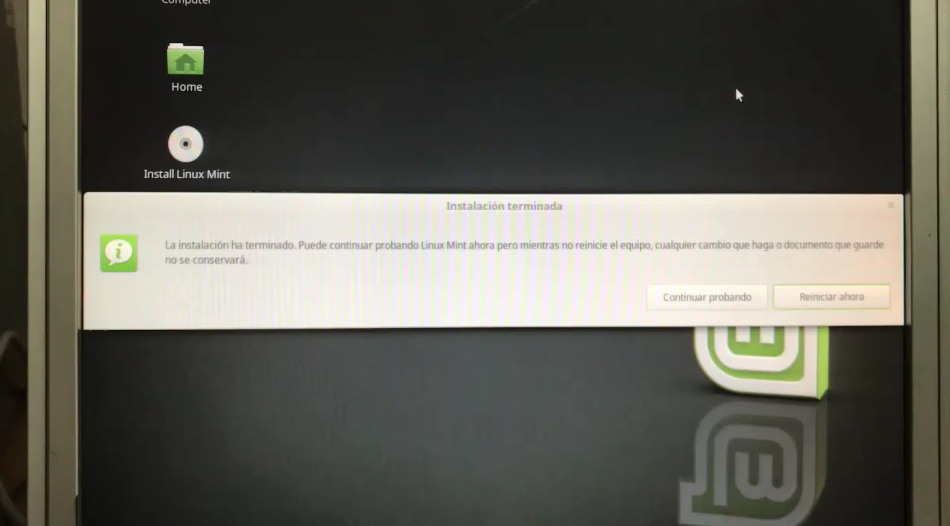 Computer
Home
Install Linux Mint
Instalación terminada
La instalación ha terminado. Puede continuar probando Linux Mint ahora pero mientras no reinicie el equipo, cualquier cambio que haga o documento que guarde
no se conservará.
Continuar probando
Reiniciar ahora